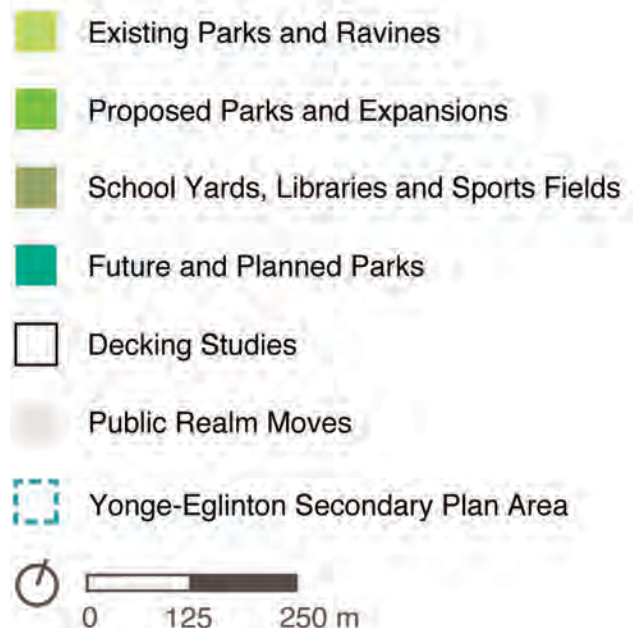 Existing Parks and Ravines
Proposed Parks and Expansions
School Yards, Libraries and Sports Fields
Future and Planned Parks
Decking Studies
Public Realm Moves
Yonge-Eglinton Secondary Plan Area
0 125 250 m